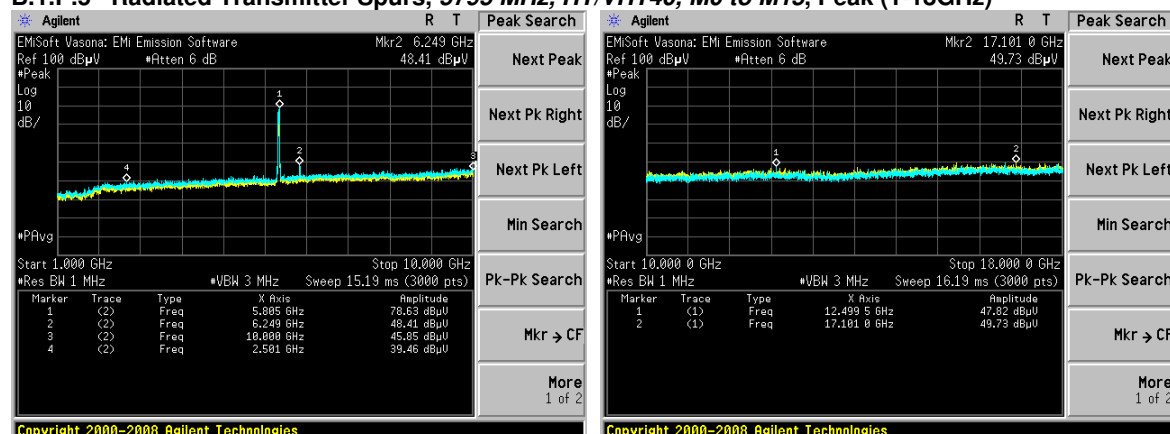 Radiated Transmitter Spurs, MHz, HT/VHT40, M0 to M15, Peak (1-18GHz)
Agilent R T
EMiSoft Vasona: EMi Emission Software Mkr2 6.249 GHz
Ref 100 dBµV #Atten 6 dB 48.41 dBµV
#Peak
Log
10
dB/
1
2
3
4
#PAvg
Start 1.000 GHz Stop 10.000 GHz
#Res BW 1 MHz #VBW 3 MHz Sweep 15.19 ms (3000 pts)
Marker Trace Type X Axis Amplitude
1 (2) Freq 5.805 GHz 78.63 dBµV
2 (2) Freq 6.249 GHz 48.41 dBµV
3 (2) Freq 10.000 GHz 45.85 dBµV
4 (2) Freq 2.501 GHz 39.46 dBµV
Copyright 2000-2008 Agilent Technologies
Peak Search
Next Peak
Next Pk Right
Next Pk Left
Min Search
Pk-Pk Search
Mkr → CF
More
1 of 2
Agilent R T
EMiSoft Vasona: EMi Emission Software Mkr2 17.101 0 GHz
Ref 100 dBµV #Atten 6 dB 49.73 dBµV
#Peak
Log
10
dB/
1
2
#PAvg
Start 10.000 0 GHz Stop 18.000 0 GHz
#Res BW 1 MHz #VBW 3 MHz Sweep 16.19 ms (3000 pts)
Marker Trace Type X Axis Amplitude
1 (1) Freq 12.499 5 GHz 47.82 dBµV
2 (1) Freq 17.101 0 GHz 49.73 dBµV
Copyright 2000-2008 Agilent Technologies
Peak Search
Next Peak
Next Pk Right
Next Pk Left
Min Search
Pk-Pk Search
Mkr → CF
More
1 of 2